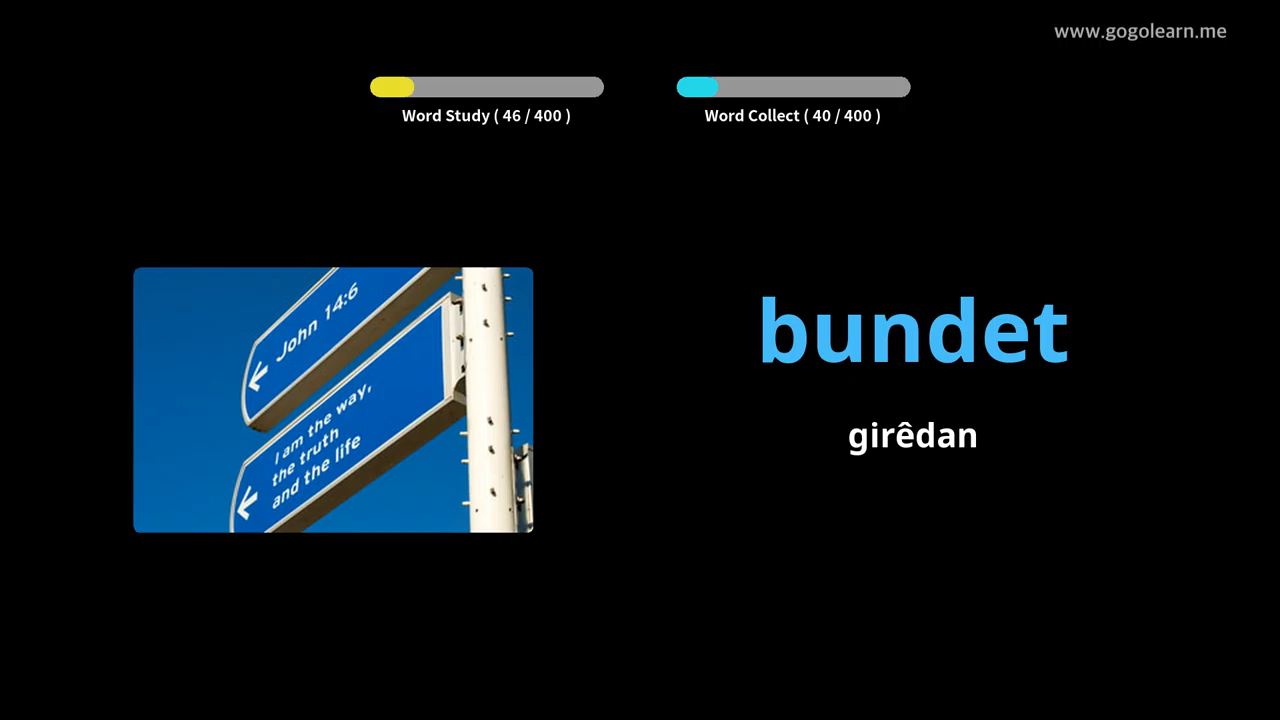 www.gogolearn.me
Word Study ( 46 / 400 )
Word Collect ( 40 / 400 )
John 14:6
I am the way,
the truth
and the life
bundet
girêdan